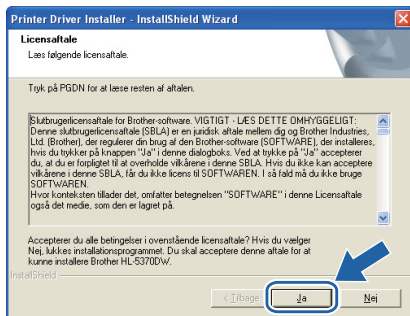 Printer Driver Installer - InstallShield Wizard
Licensaftale
Læs følgende licensaftale.
Tryk på PGDN for at læse resten af aftalen.
Slutbrugerlicensaftale for Brother-software. VIGTIGT - LÆS DETTE OMHYGGELIGT:
Denne slutbrugerlicensaftale (SBLA) er en juridisk aftale mellem dig og Brother Industries,
Ltd. (Brother), der regulerer din brug af den Brother-software (SOFTWARE), der installeres,
hvis du trykker på knappen "Ja" i denne dialogboks. Ved at trykke på "Ja" accepterer
du, at du er forpligtet til at overholde vilkårene i denne SBLA. Hvis du ikke kan acceptere
vilkårene i denne SBLA, får du ikke licens til SOFTWAREN. I så fald må du ikke bruge
SOFTWAREN.
Hvor konteksten tillader det, omfatter betegnelsen "SOFTWARE" i denne Licensaftale
også det medie, som den er lagret på.
Accepterer du alle betingelser i ovenstående licensaftale? Hvis du vælger
Nej, lukkes installationsprogrammet. Du skal acceptere denne aftale for at
kunne installere Brother HL-5370DW.
InstallShield
< Tilbage
Ja
Nej